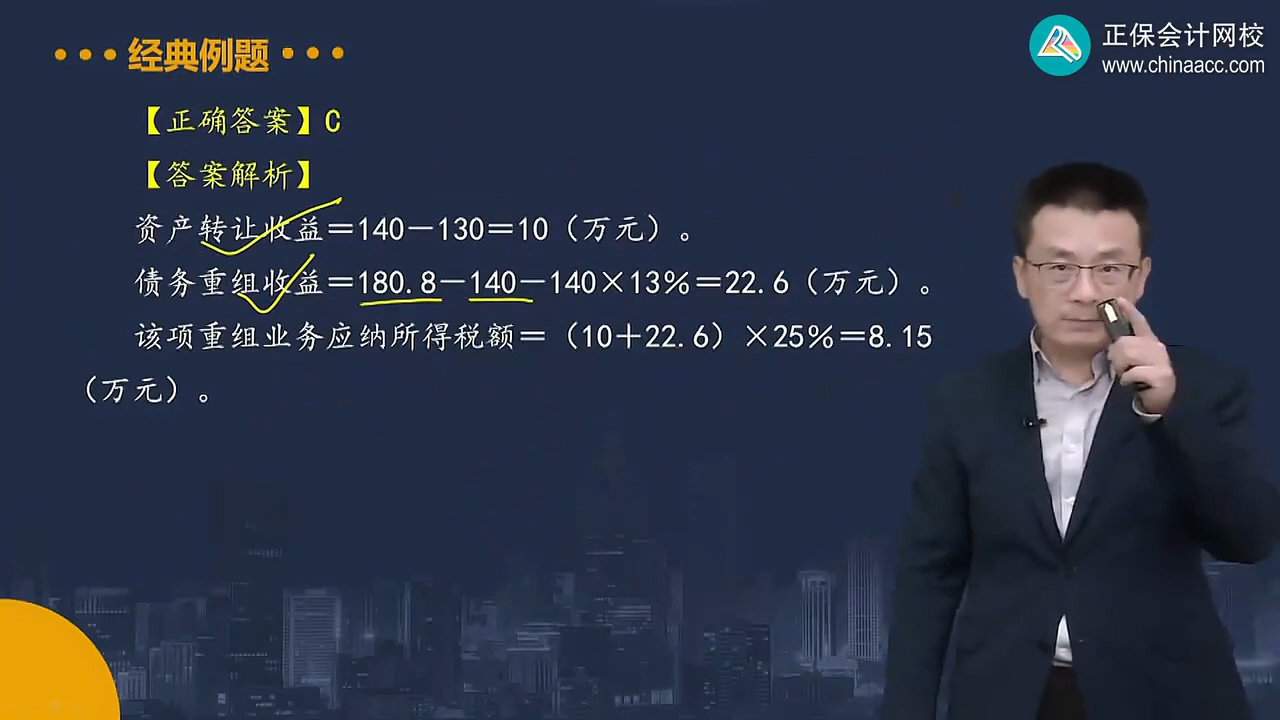 经典例题
正保会计网校
www.chinaacc.com
【正确答案】C
【答案解析】
资产转让收益＝140－130＝10（万元）。
债务重组收益＝180.8－140－140×13%＝22.6（万元）。
该项重组业务应纳所得税额＝（10＋22.6）×25%＝8.15
（万元）。